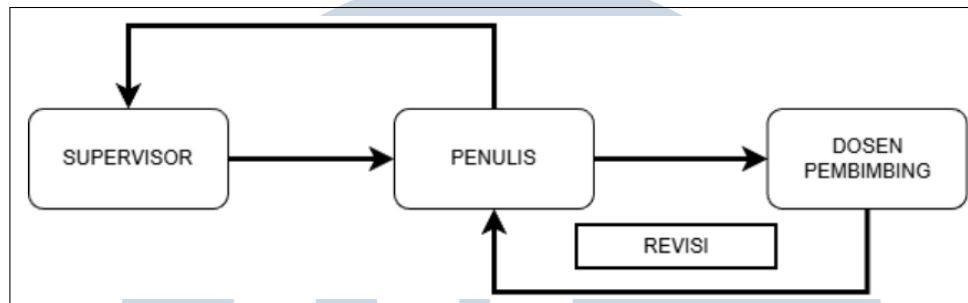 SUPERVISOR
PENULIS
DOSEN
PEMBIMBING
REVISI